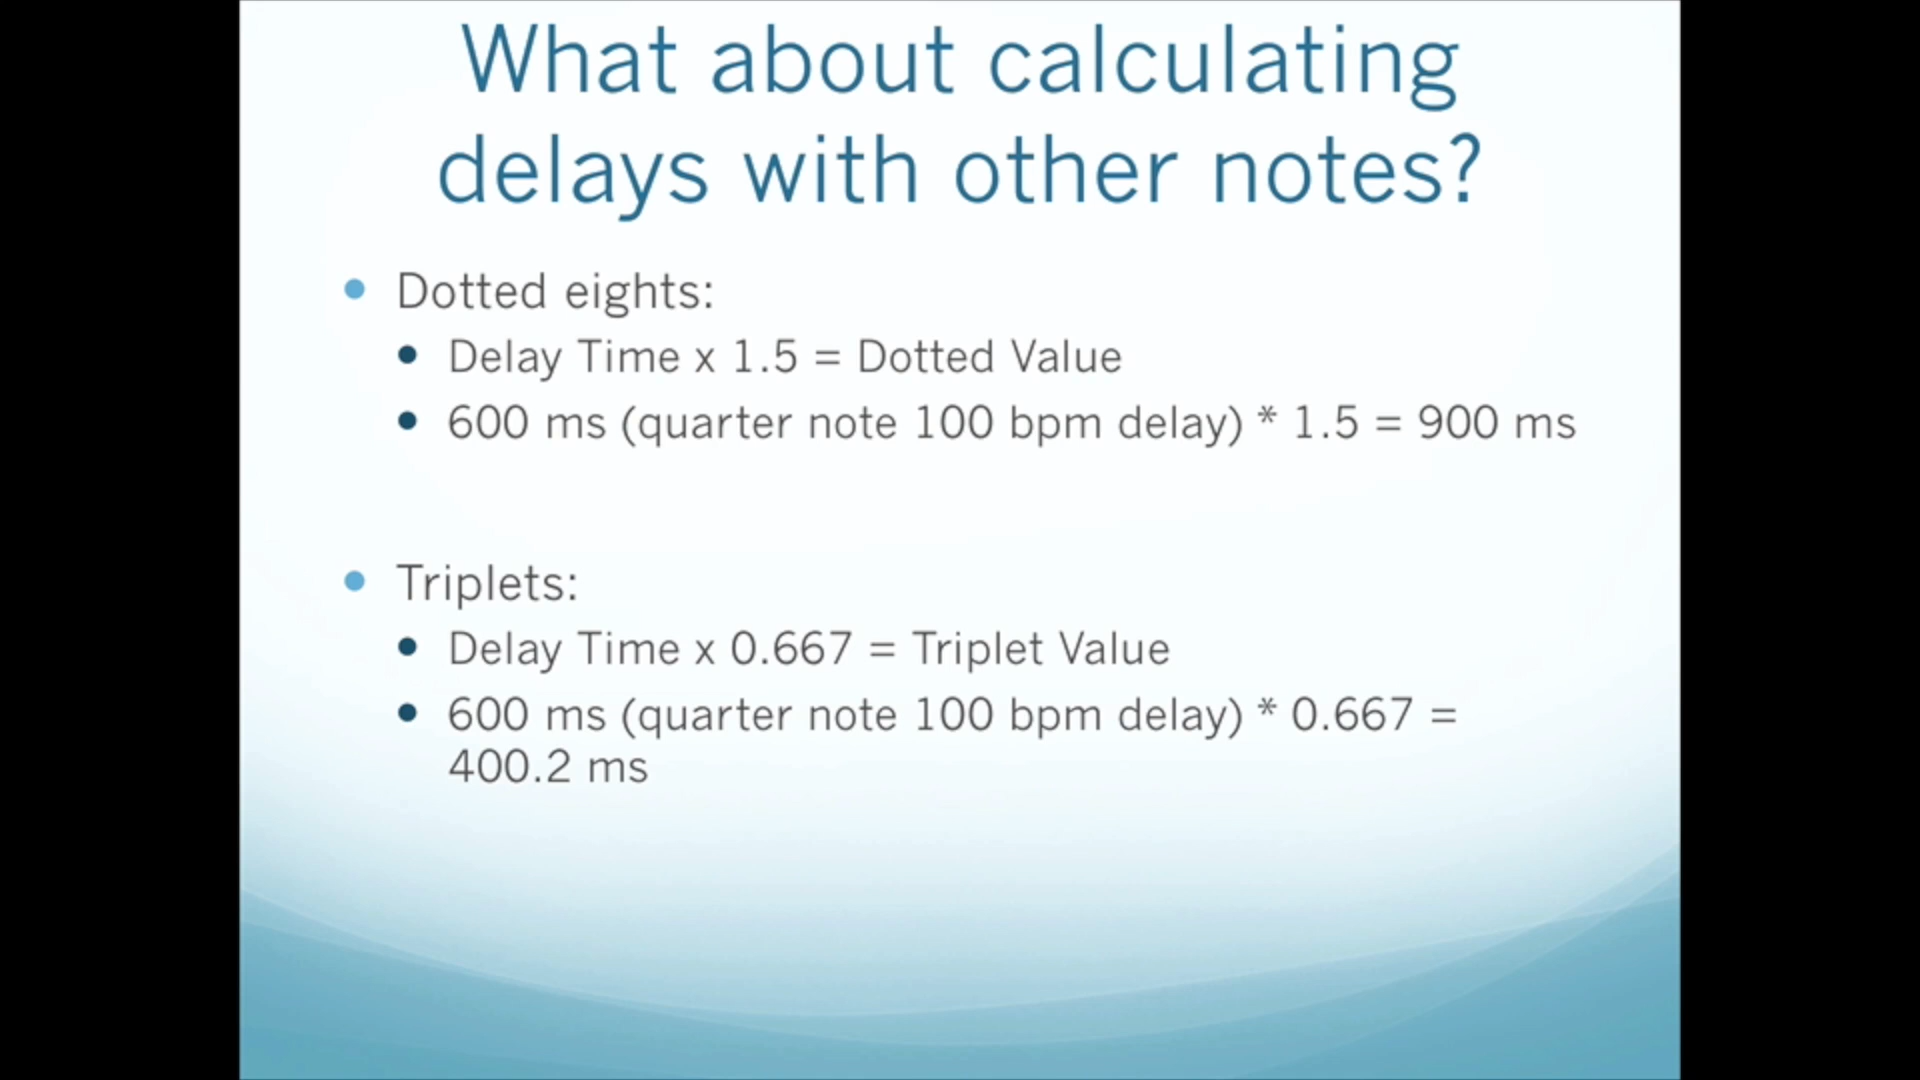 What about calculating
delays with other notes?
Dotted eights:
Delay Time x 1.5 = Dotted Value
600 ms (quarter note 100 bpm delay) * 1.5 = 900 ms
Triplets:
Delay Time x 0.667 = Triplet Value
600 ms (quarter note 100 bpm delay) * 0.667 =
400.2 ms